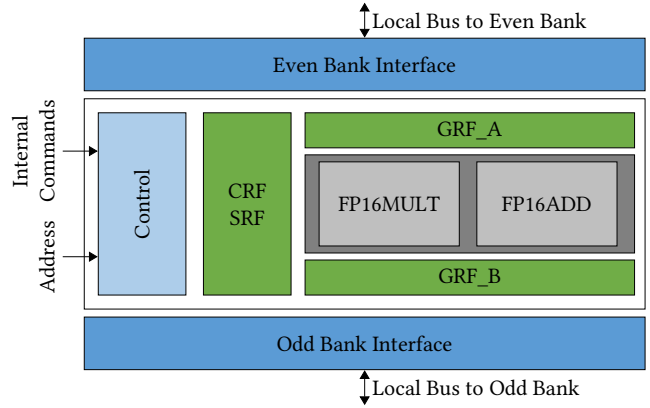 Local Bus to Even Bank
Even Bank Interface
Internal
Commands
Address
Control
CRF
SRF
GRF_A
FP16MULT
FP16ADD
GRF_B
Odd Bank Interface
Local Bus to Odd Bank